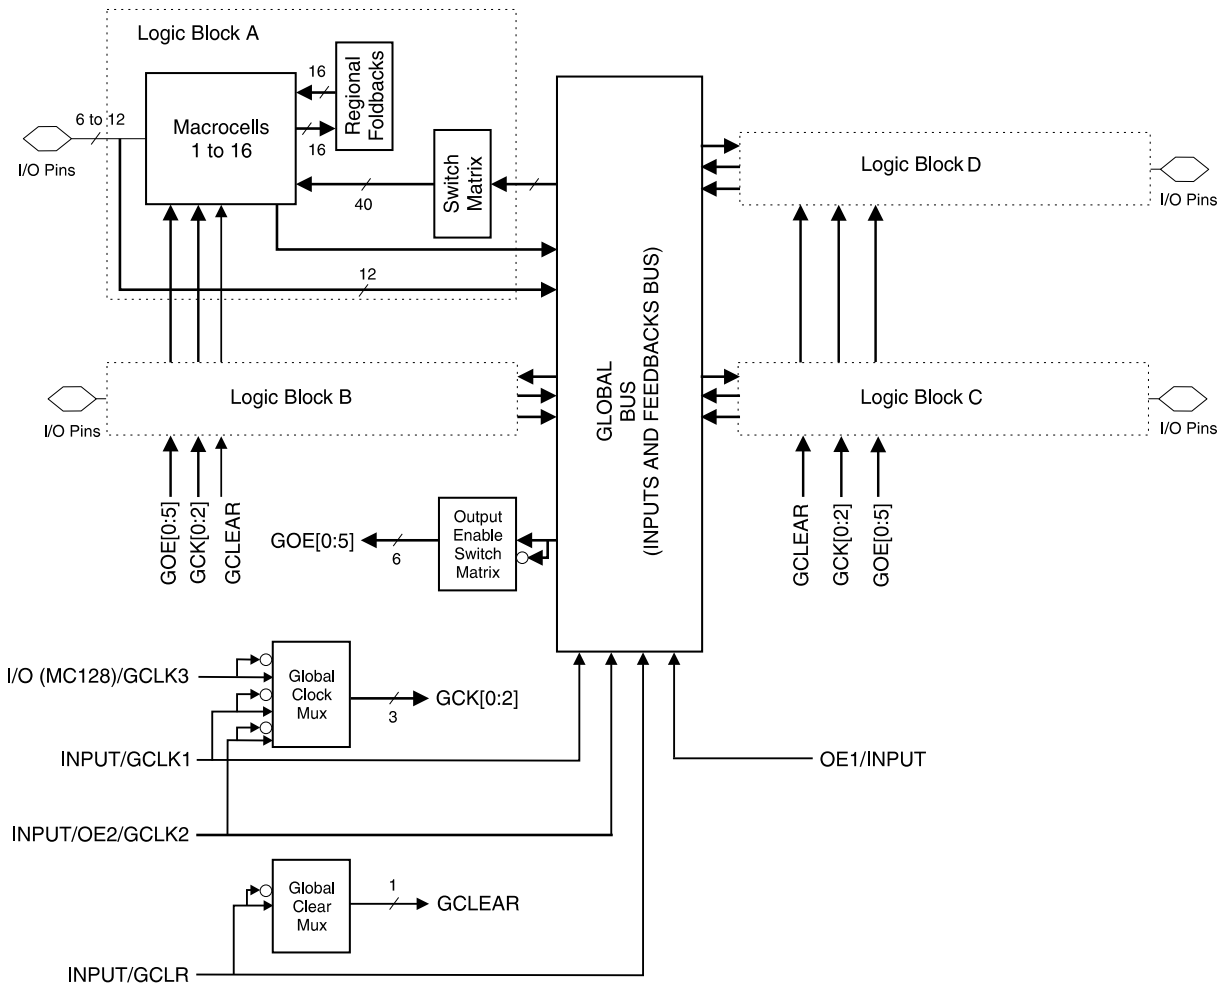 Logic Block A
16
Regional
Foldbacks
6 to 12
I/O Pins
Macrocells
1 to 16
16
40
Switch
Matrix
12
Logic Block D
I/O Pins
GLOBAL
BUS
(INPUTS AND FEEDBACKS BUS)
Logic Block B
I/O Pins
Logic Block C
I/O Pins
GOE[0:5]
GCK[0:2]
GCLEAR
GOE[0:5]
6
Output
Enable
Switch
Matrix
GCLEAR
GCK[0:2]
GOE[0:5]
I/O (MC128)/GCLK3
Global
Clock
Mux
3
GCK[0:2]
INPUT/GCLK1
OE1/INPUT
INPUT/OE2/GCLK2
Global
Clear
Mux
1
GCLEAR
INPUT/GCLR